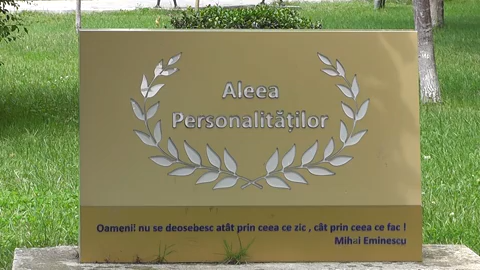 Aleea
Personalităților
Oamenii nu se deosebesc atât prin ceea ce zic , cât prin ceea ce fac !
Mihai Eminescu